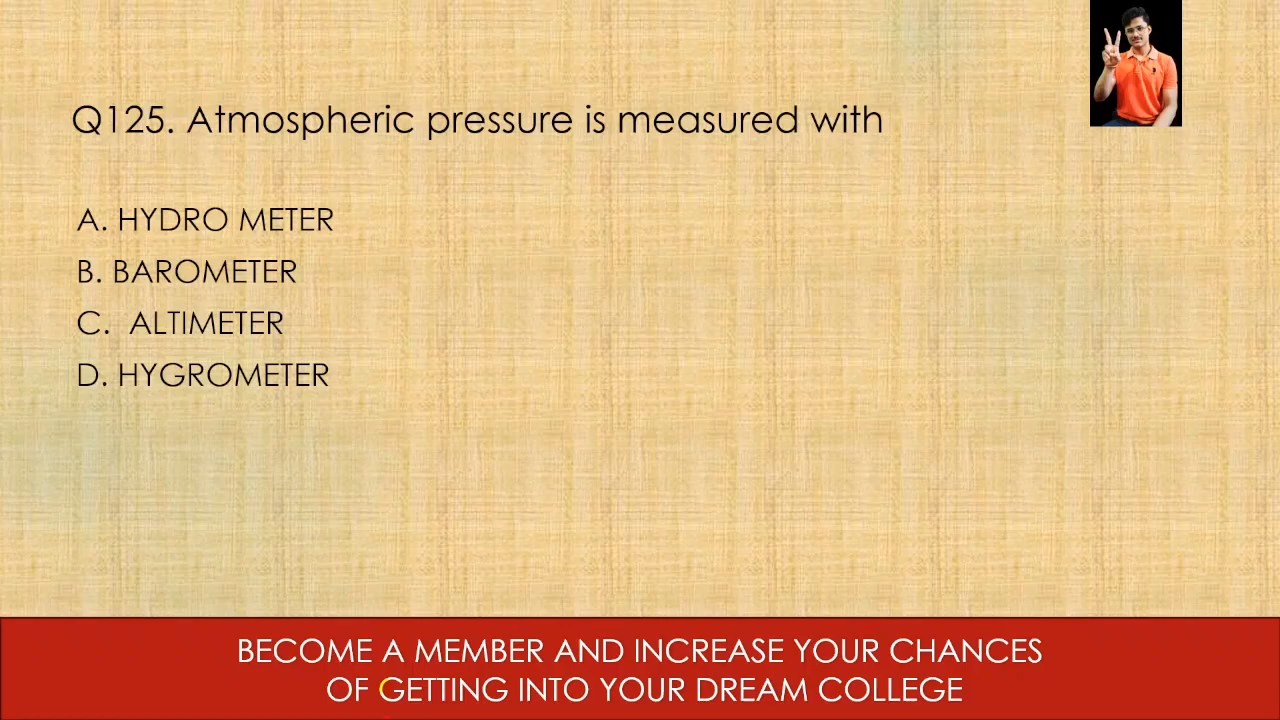 Q125. Atmospheric pressure is measured with
A. HYDRO METER
B. BAROMETER
C. ALTIMETER
D. HYGROMETER
BECOME A MEMBER AND INCREASE YOUR CHANCES
OF GETTING INTO YOUR DREAM COLLEGE